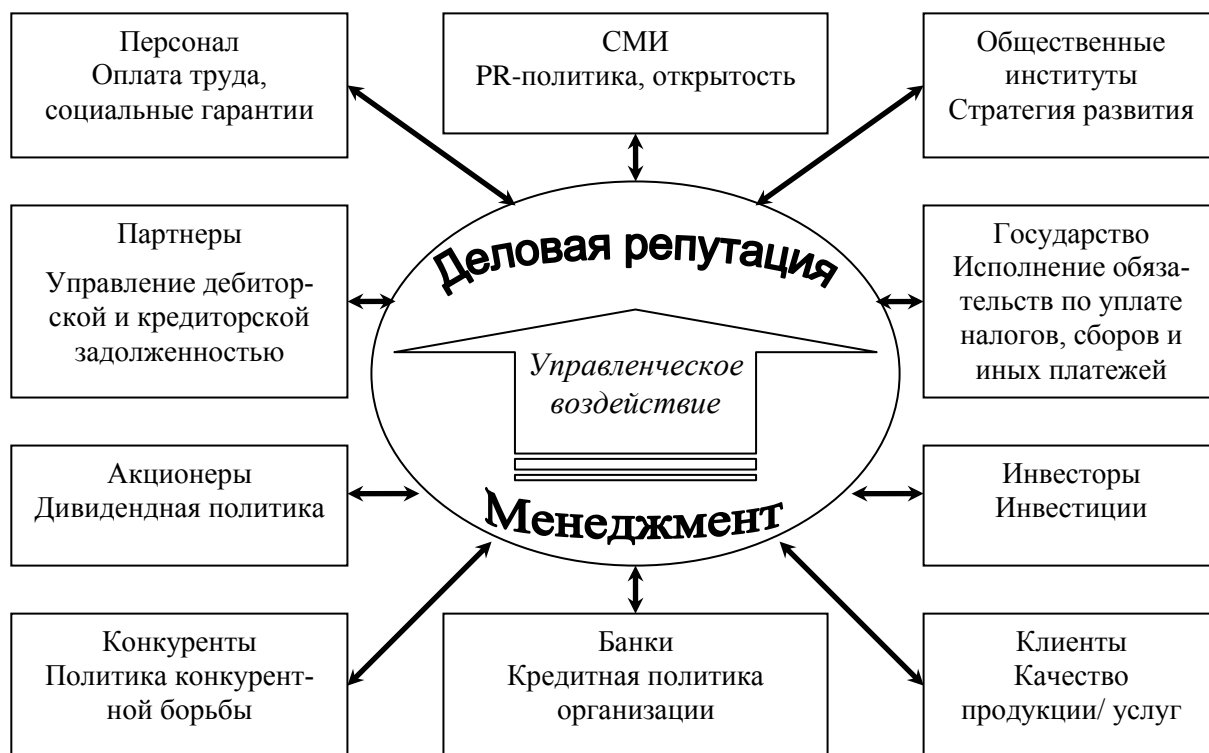 Персонал
Оплата труда,
социальные гарантии
СМИ
PR-политика, открытость
Общественные
институты
Стратегия развития
Партнеры
Управление дебитор-
ской и кредиторской
задолженностью
Деловая репутация
Управленческое
воздействие
Менеджмент
Государство
Исполнение обяза-
тельств по уплате
налогов, сборов и
иных платежей
Акционеры
Дивидендная политика
Инвесторы
Инвестиции
Конкуренты
Политика конкурент-
ной борьбы
Банки
Кредитная политика
организации
Клиенты
Качество
продукции/ услуг